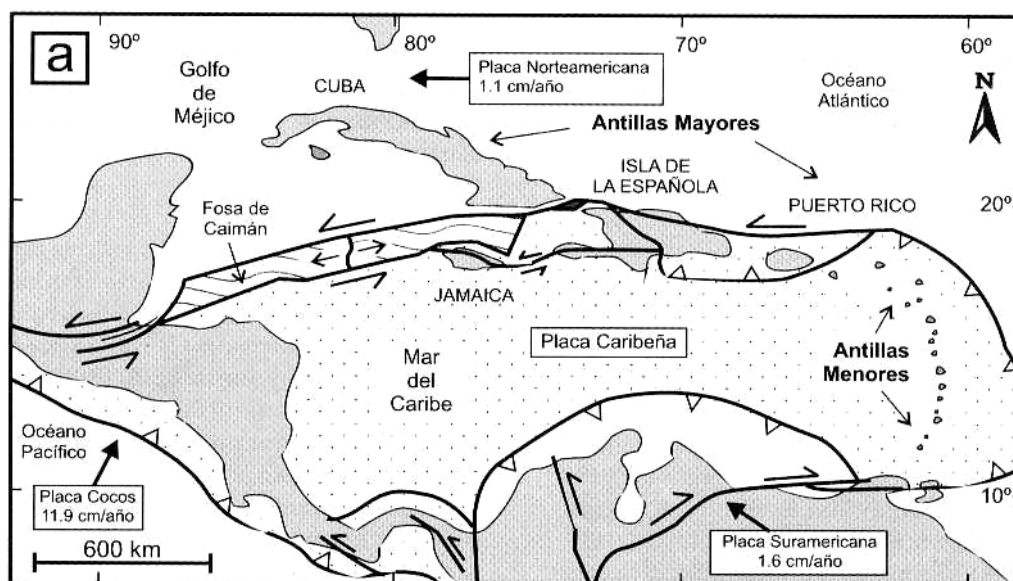 a
90º
80º
70º
60º
Golfo
de
Méjico
CUBA
Placa Norteamericana
1.1 cm/año
Océano
Atlántico
N
Antillas Mayores
ISLA DE
LA ESPAÑOLA
PUERTO RICO
20º
Fosa de
Caimán
JAMAICA
Placa Caribeña
Mar
del
Caribe
Antillas
Menores
Océano
Pacífico
Placa Cocos
11.9 cm/año
10º
Placa Suramericana
1.6 cm/año
600 km